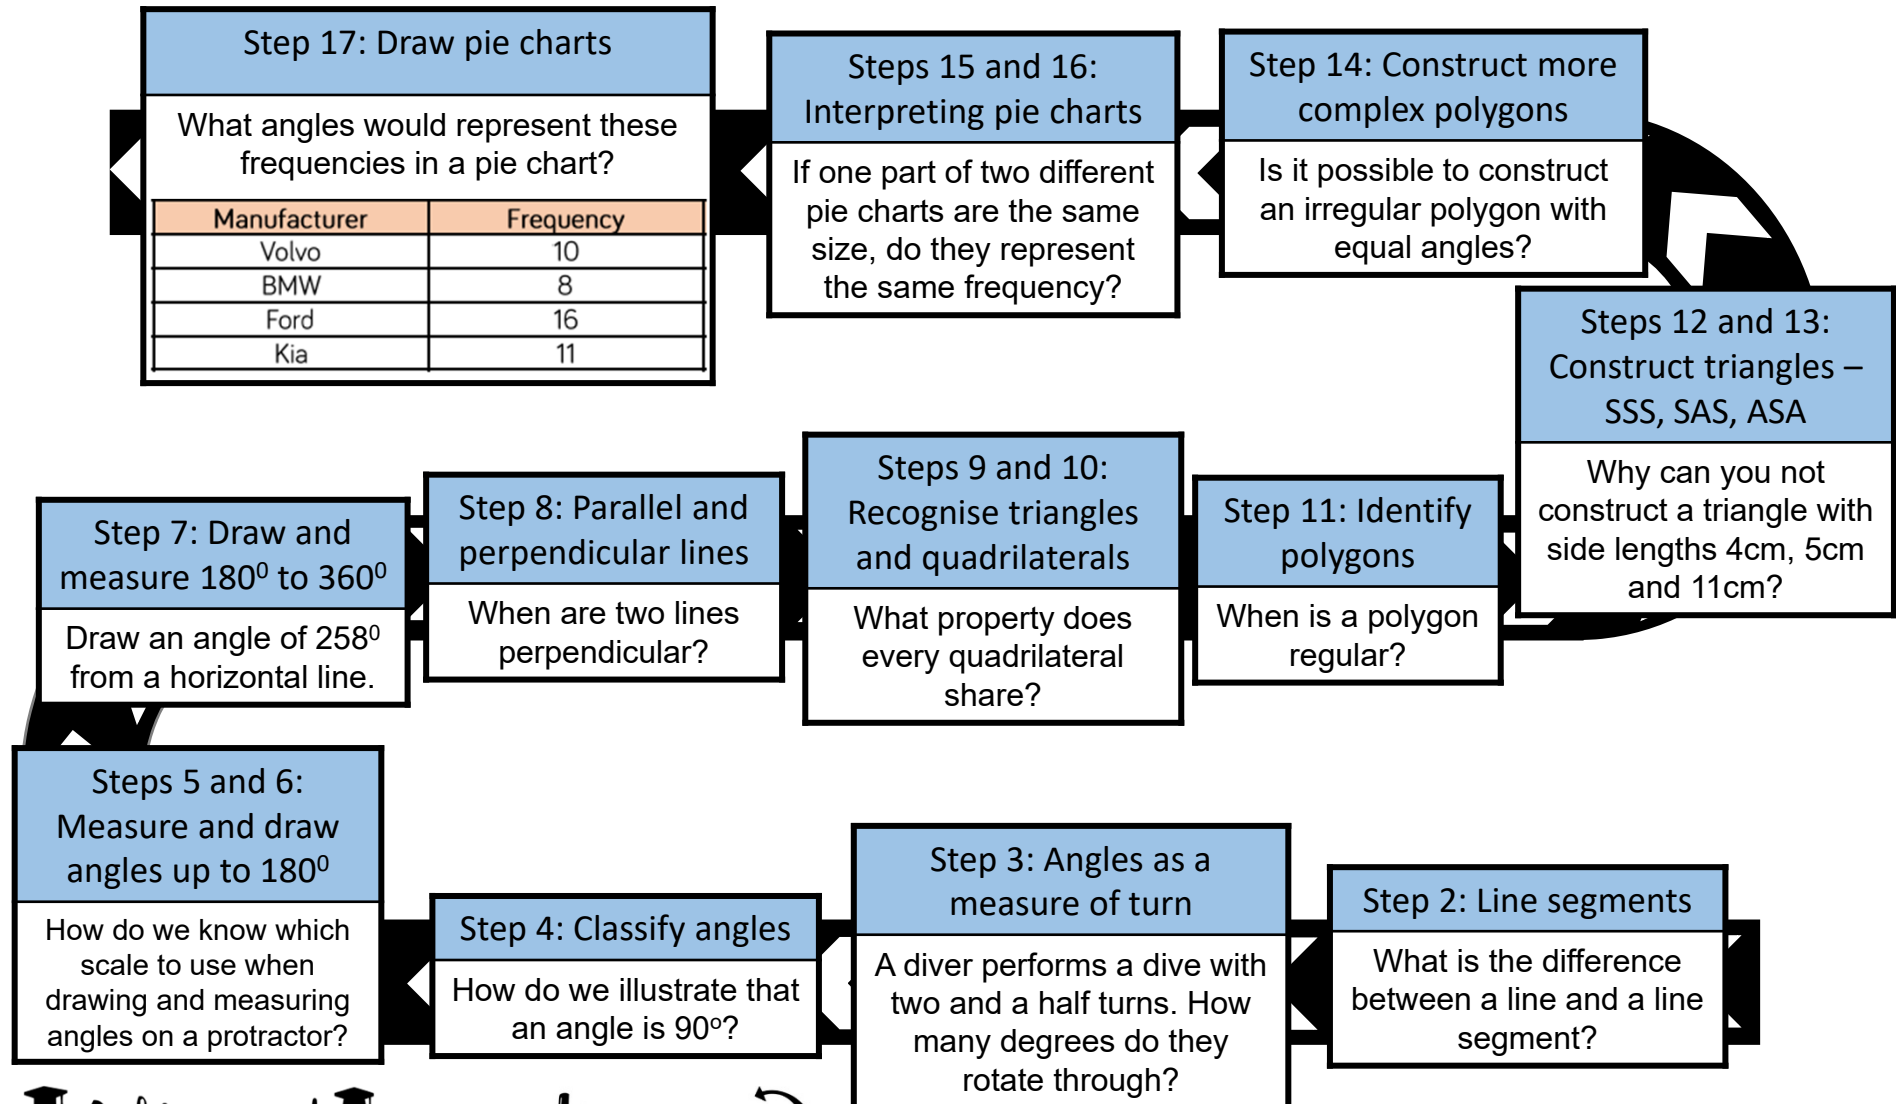 Step 17: Draw pie charts
What angles would represent these
frequencies in a pie chart?
Manufacturer Frequency
Volvo 10
BMW 8
Ford 16
Kia 11
Steps 15 and 16:
Interpreting pie charts
If one part of two different
pie charts are the same
size, do they represent
the same frequency?
Step 14: Construct more
complex polygons
Is it possible to construct
an irregular polygon with
equal angles?
Steps 12 and 13:
Construct triangles –
SSS, SAS, ASA
Why can you not
construct a triangle with
side lengths 4cm, 5cm
and 11cm?
Step 7: Draw and
measure 180⁰ to 360⁰
Draw an angle of 258⁰
from a horizontal line.
Step 8: Parallel and
perpendicular lines
When are two lines
perpendicular?
Steps 9 and 10:
Recognise triangles
and quadrilaterals
What property does
every quadrilateral
share?
Step 11: Identify
polygons
When is a polygon
regular?
Steps 5 and 6:
Measure and draw
angles up to 180⁰
How do we know which
scale to use when
drawing and measuring
angles on a protractor?
Step 4: Classify angles
How do we illustrate that
an angle is 90º?
Step 3: Angles as a
measure of turn
A diver performs a dive with
two and a half turns. How
many degrees do they
rotate through?
Step 2: Line segments
What is the difference
between a line and a line
segment?